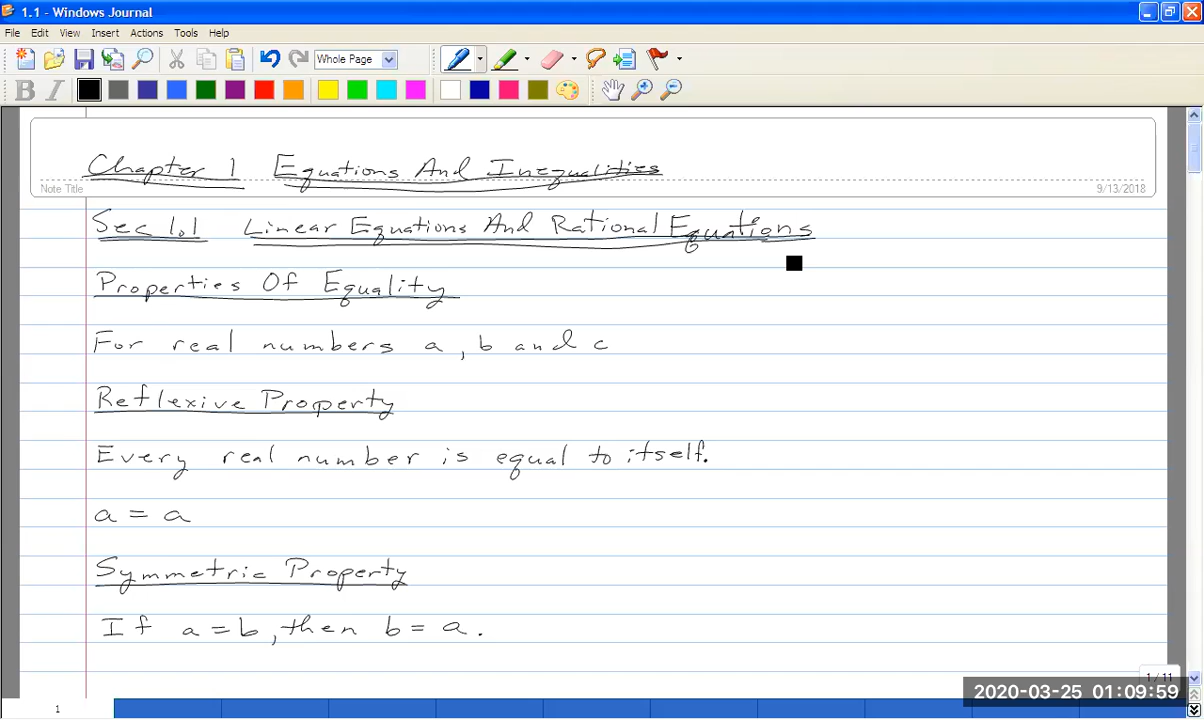 1.1 - Windows Journal
File Edit View Insert Actions Tools Help
Whole Page
Chapter 1 Equations And Inequalities
Note Title
9/13/2018
Sec 1.1 Linear Equations And Rational Equations
Properties Of Equality
For real numbers a, b and c
Reflexive Property
Every real number is equal to itself.
a = a
Symmetric Property
If a = b, then b = a.
1 / 11
2020-03-25 01:09:59
1